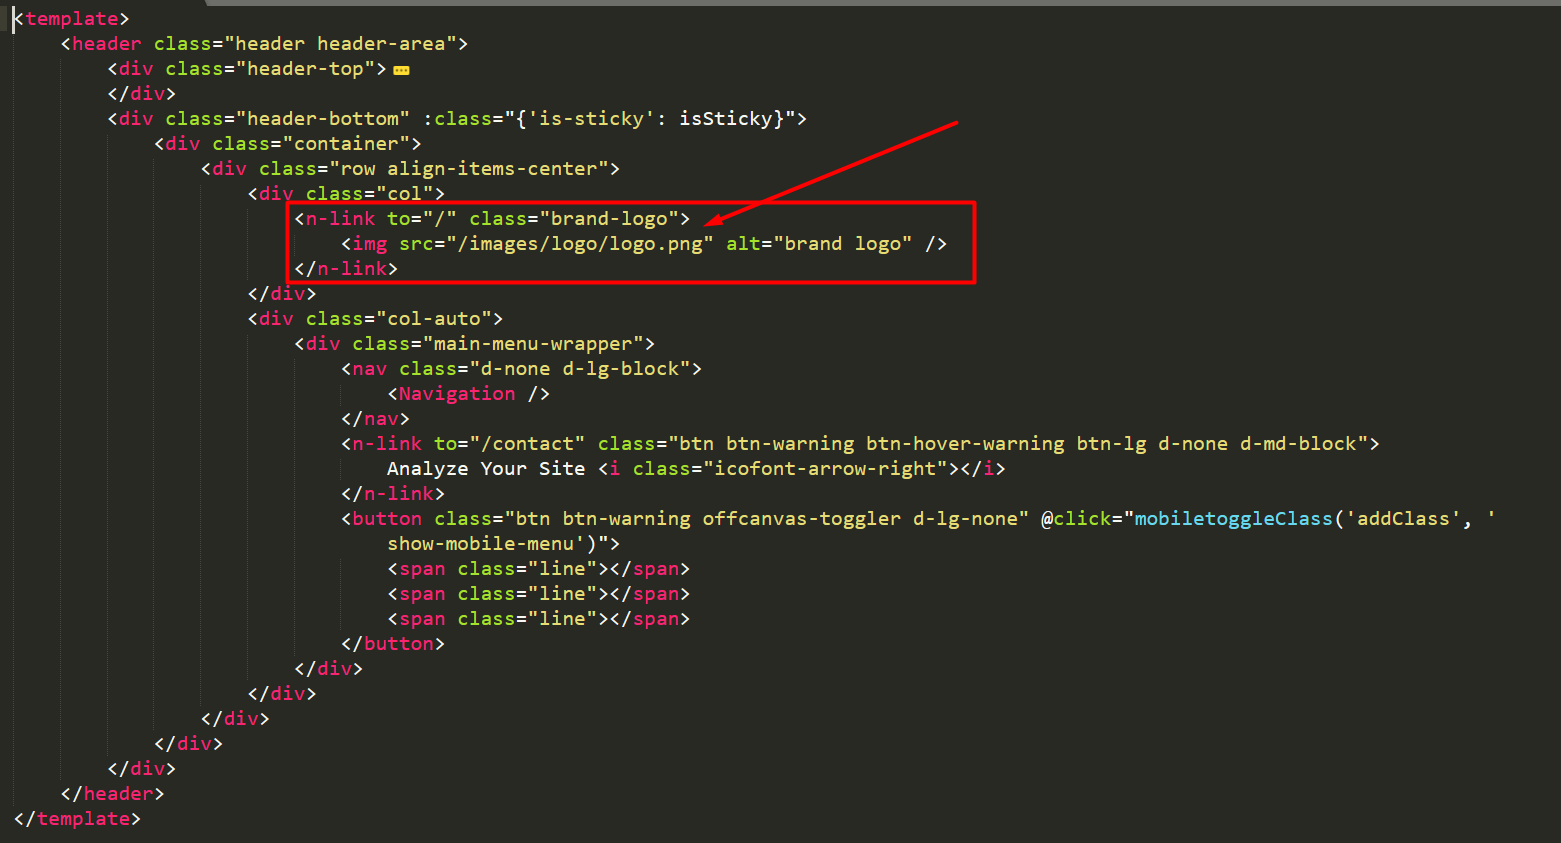 <template>
<header class="header header-area">
<div class="header-top">
</div>
<div class="header-bottom" :class="{'is-sticky': isSticky}">
<div class="container">
<div class="row align-items-center">
<div class="col">
<n-link to="/" class="brand-logo">
<img src="/images/logo/logo.png" alt="brand logo" />
</n-link>
</div>
<div class="col-auto">
<div class="main-menu-wrapper">
<nav class="d-none d-lg-block">
<Navigation />
</nav>
<n-link to="/contact" class="btn btn-warning btn-hover-warning btn-lg d-none d-md-block">
Analyze Your Site <i class="icofont-arrow-right"></i>
</n-link>
<button class="btn btn-warning offcanvas-toggler d-lg-none" @click="mobiletoggleClass('addClass', '
show-mobile-menu')">
<span class="line"></span>
<span class="line"></span>
<span class="line"></span>
</button>
</div>
</div>
</div>
</div>
</div>
</header>
</template>